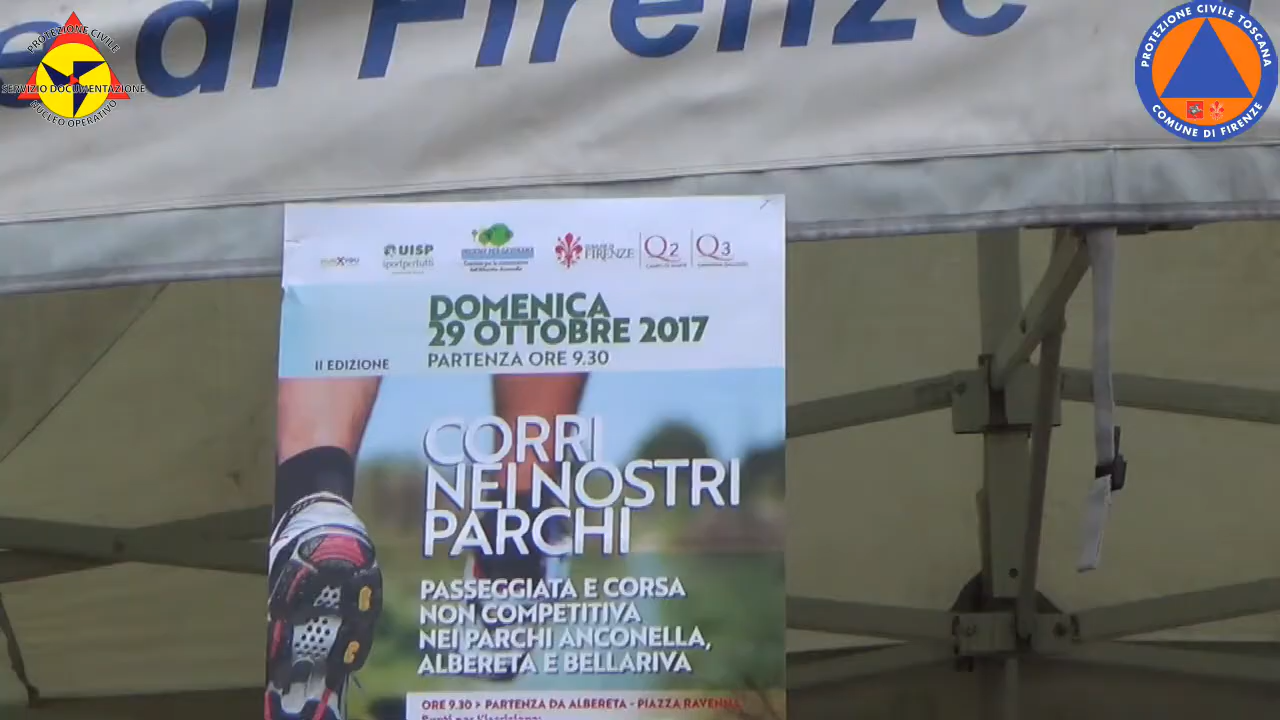 e di Firenze
PROTEZIONE CIVILE
SERVIZIO DOCUMENTAZIONE
NUCLEO OPERATIVO
PROTEZIONE CIVILE TOSCANA
COMUNE DI FIRENZE
UISP
sportpertutti
FIRENZE
Q2
Q3
DOMENICA
29 OTTOBRE 2017
PARTENZA ORE 9.30
II EDIZIONE
CORRI
NEI NOSTRI
PARCHI
PASSEGGIATA E CORSA
NON COMPETITIVA
NEI PARCHI ANCONELLA,
ALBERETA E BELLARIVA
ORE 9.30 > PARTENZA DA ALBERETA - PIAZZA RAVENNA